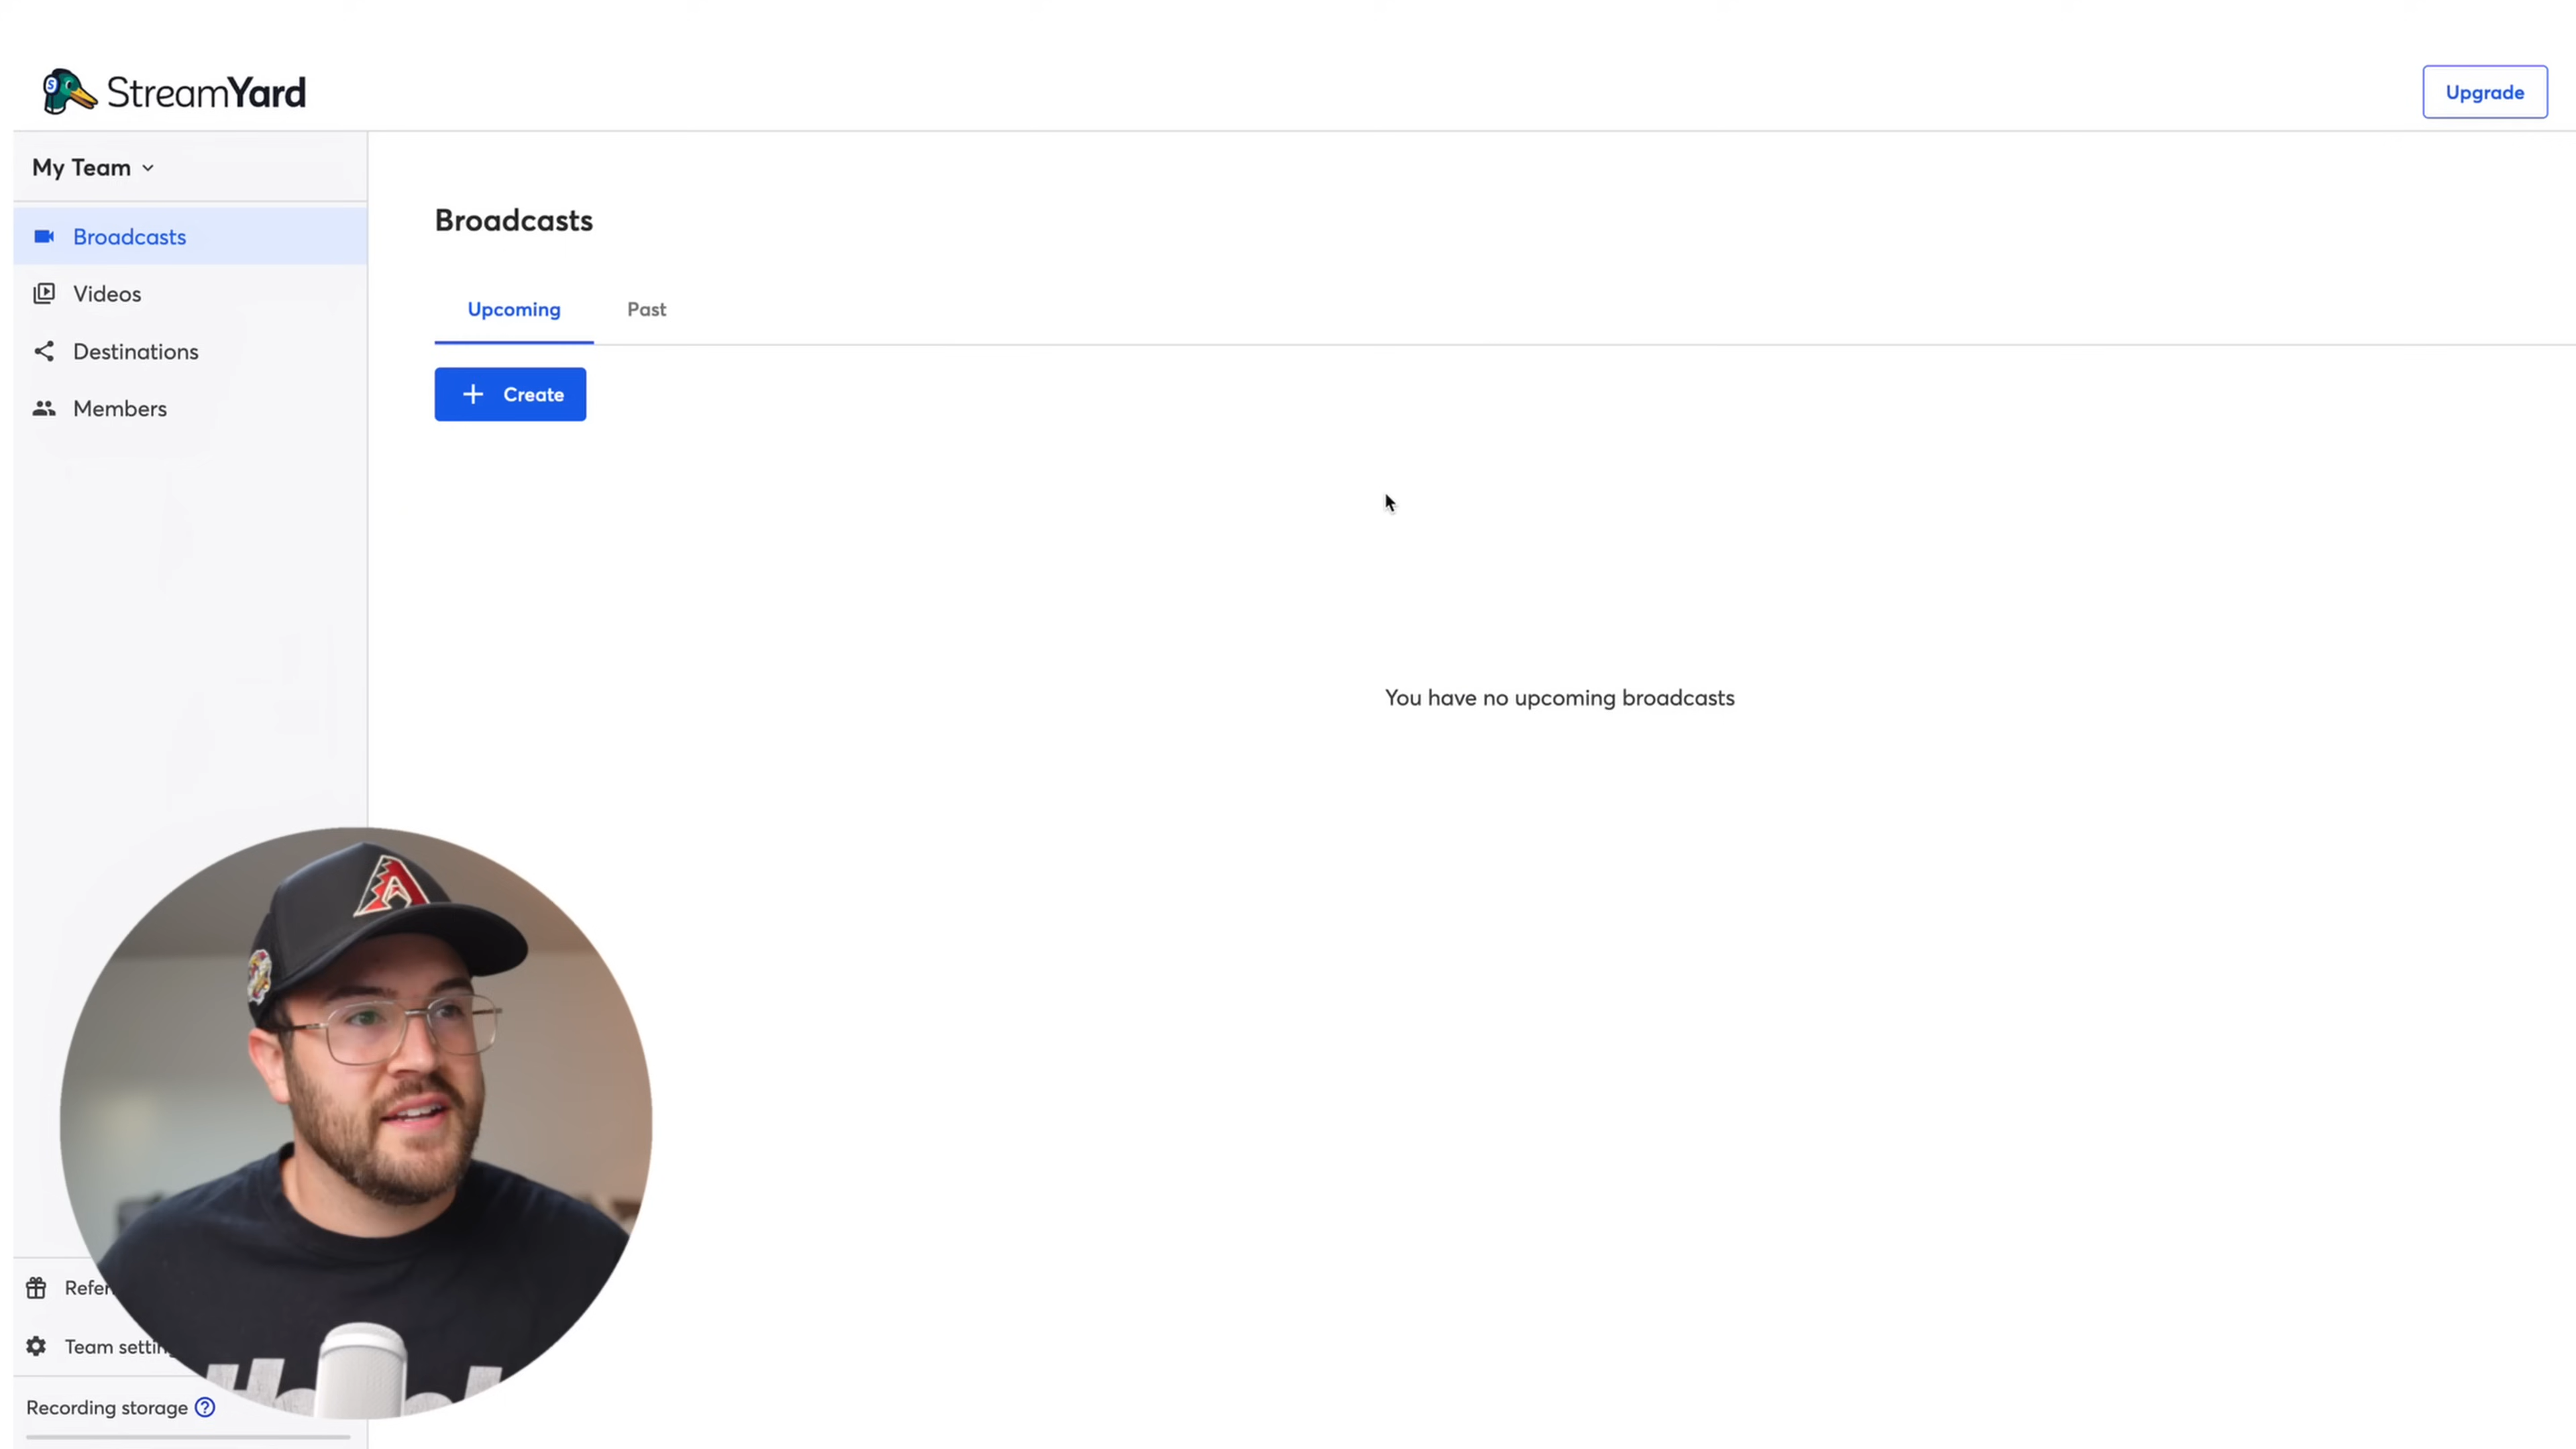 StreamYard
Upgrade
My Team
Broadcasts
Videos
Destinations
Members
Broadcasts
Upcoming
Past
+ Create
You have no upcoming broadcasts
A
Team
Recording storage ?